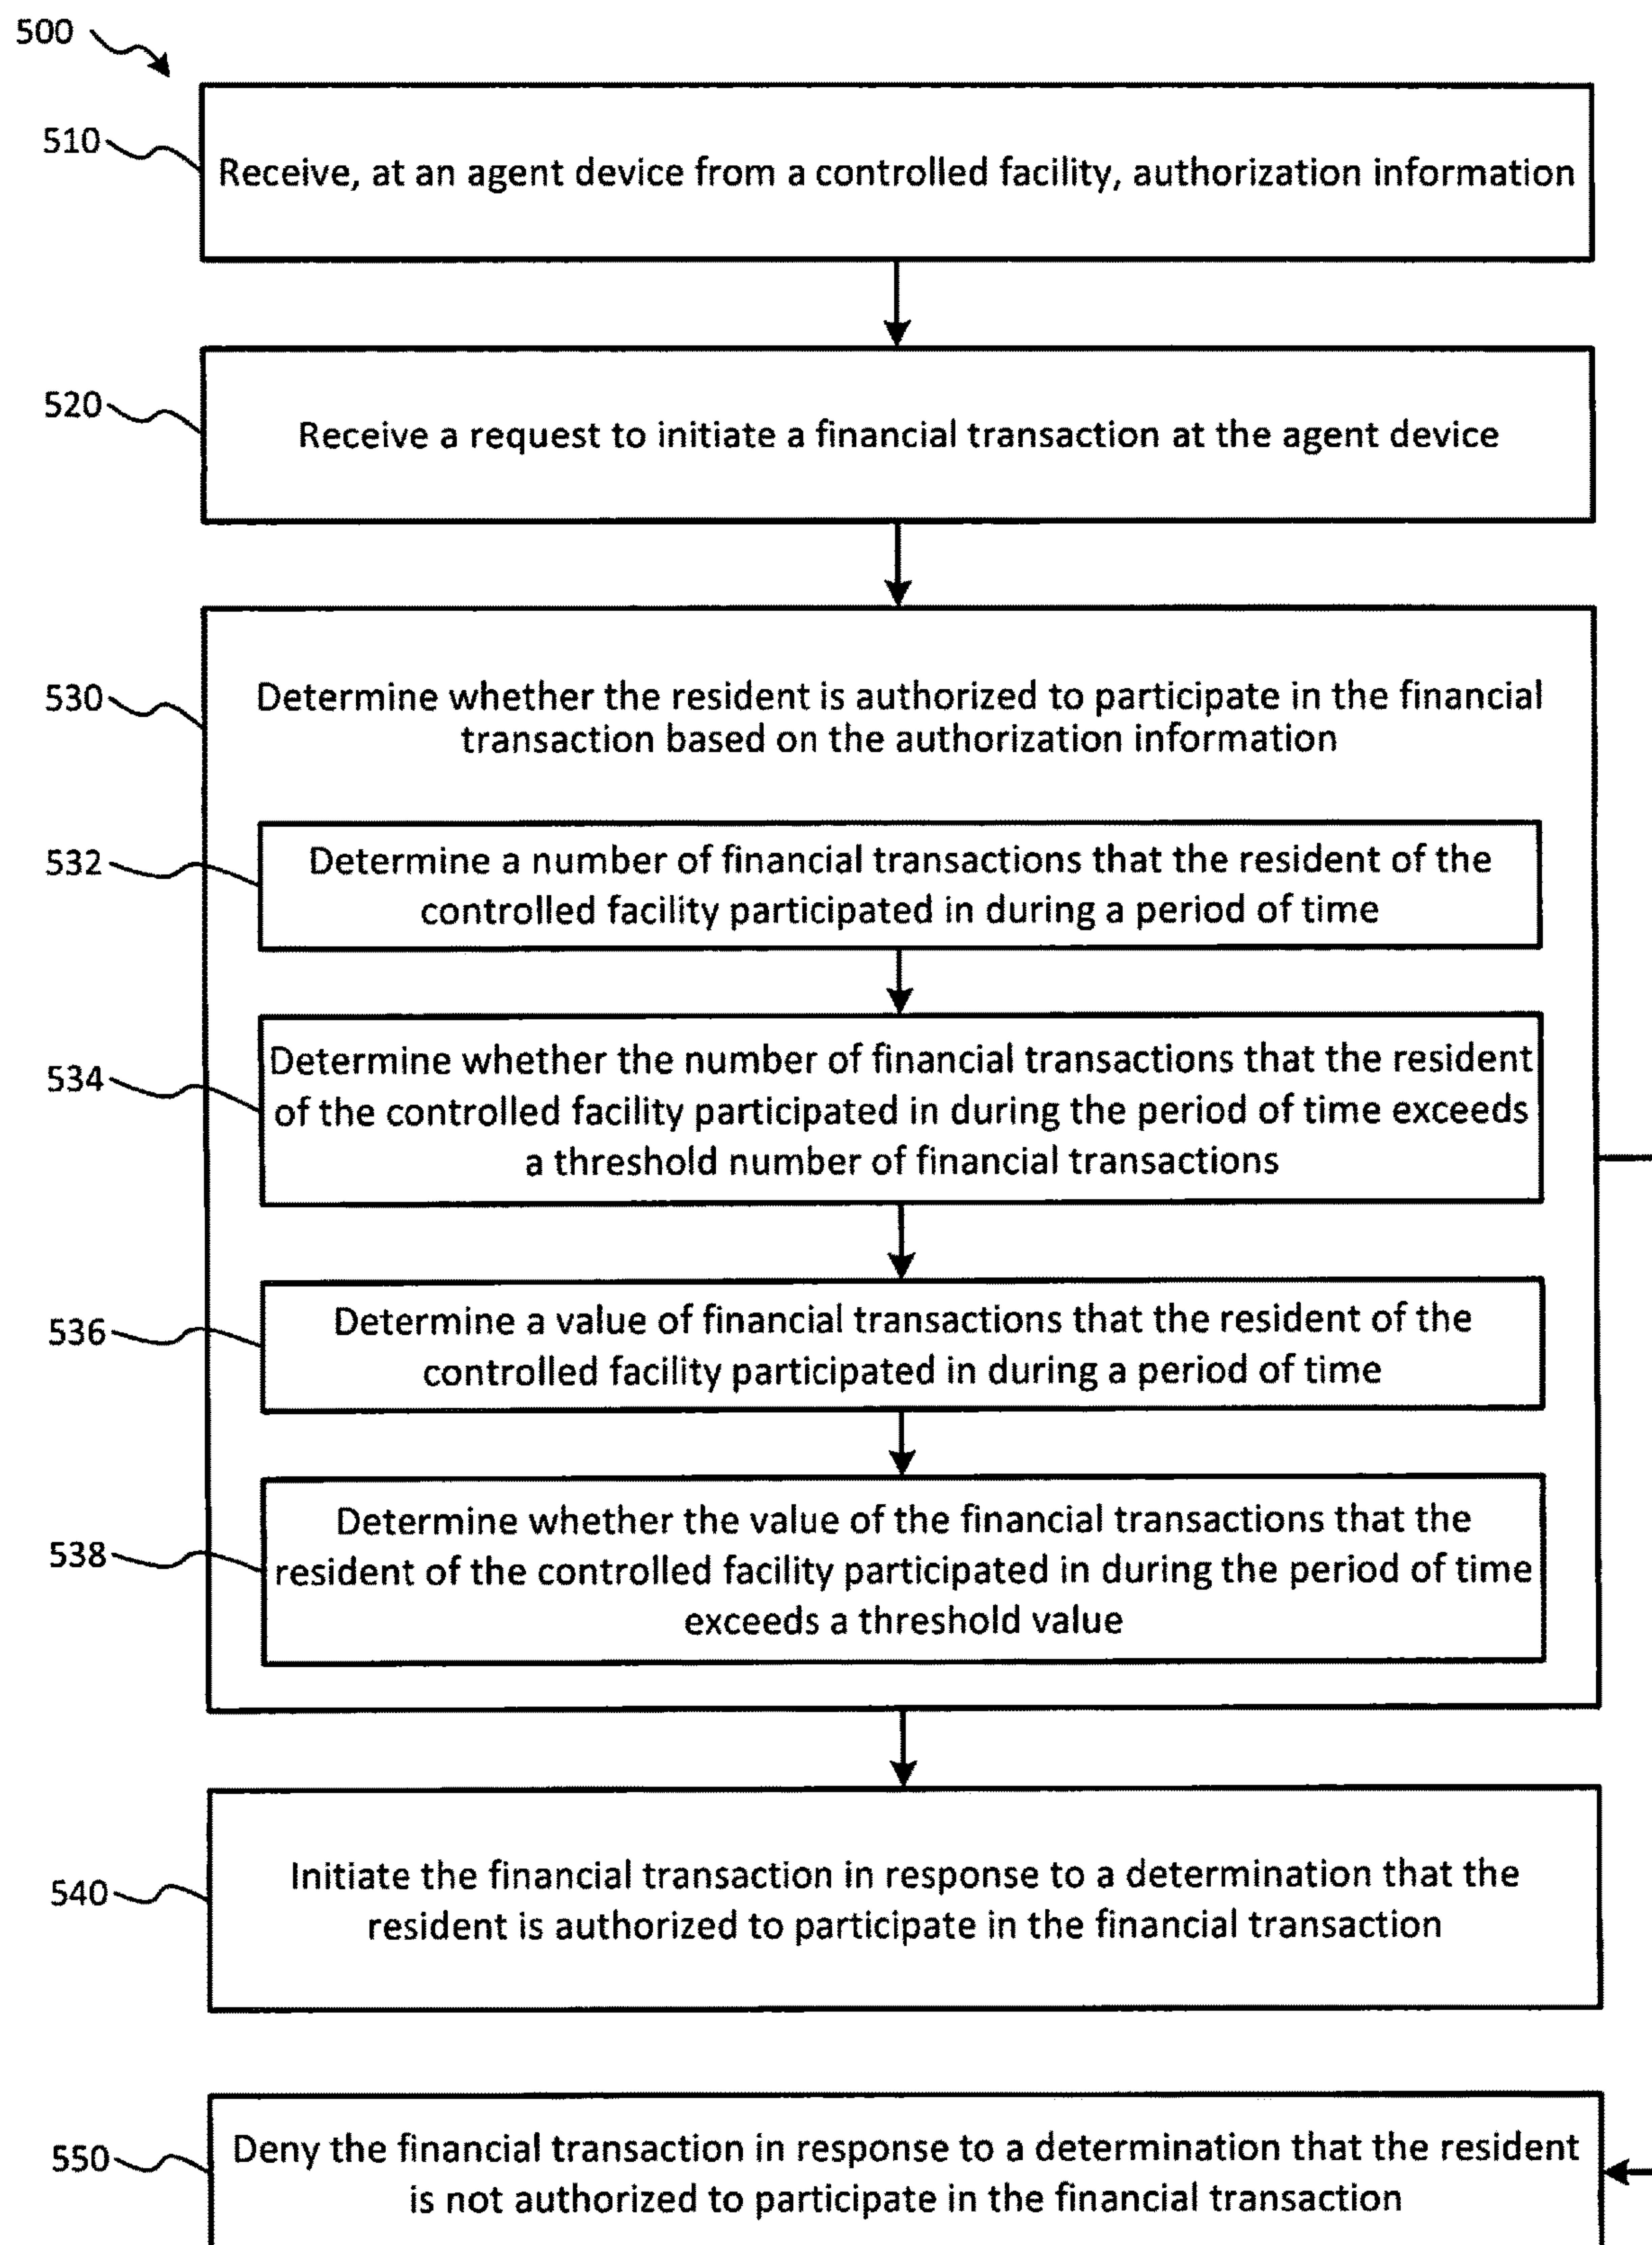 500
510
Receive, at an agent device from a controlled facility, authorization information
520
Receive a request to initiate a financial transaction at the agent device
530
Determine whether the resident is authorized to participate in the financial
transaction based on the authorization information
532
Determine a number of financial transactions that the resident of the
controlled facility participated in during a period of time
534
Determine whether the number of financial transactions that the resident
of the controlled facility participated in during the period of time exceeds
a threshold number of financial transactions
536
Determine a value of financial transactions that the resident of the
controlled facility participated in during a period of time
538
Determine whether the value of the financial transactions that the
resident of the controlled facility participated in during the period of time
exceeds a threshold value
540
Initiate the financial transaction in response to a determination that the
resident is authorized to participate in the financial transaction
550
Deny the financial transaction in response to a determination that the resident
is not authorized to participate in the financial transaction